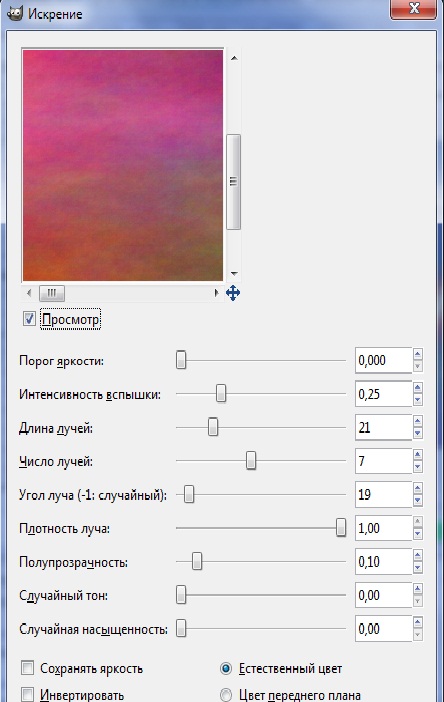 Искрение
Просмотр
Порог яркости: 0,000
Интенсивность вспышки: 0,25
Длина лучей: 21
Число лучей: 7
Угол луча (-1: случайный): 19
Плотность луча: 1,00
Полупрозрачность: 0,10
Случайный тон: 0,00
Случайная насыщенность: 0,00
Сохранять яркость Естественный цвет
Инвертировать Цвет переднего плана